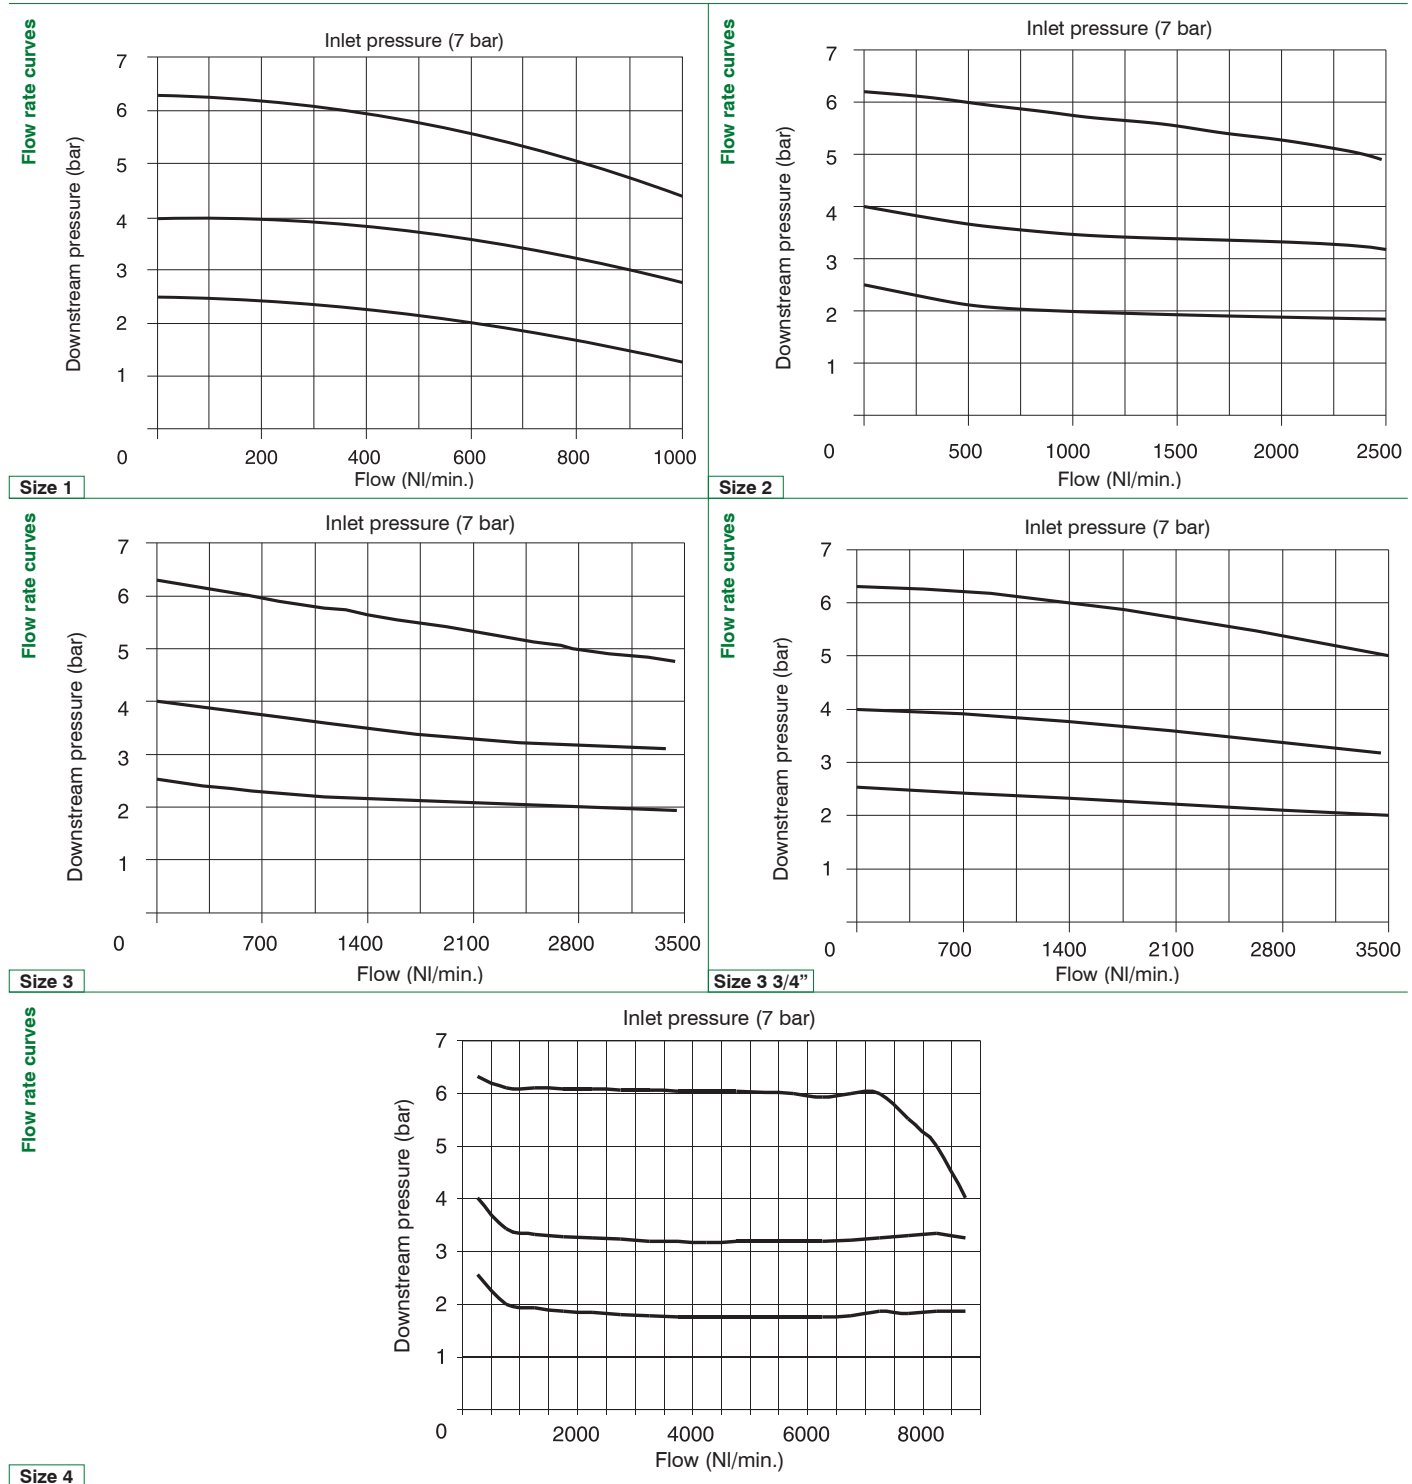 Flow rate curves
Inlet pressure (7 bar)
Downstream pressure (bar)
7
6
5
4
3
2
1
0 200 400 600 800 1000
Flow (Nl/min.)
Size 1
Flow rate curves
Inlet pressure (7 bar)
Downstream pressure (bar)
7
6
5
4
3
2
1
0 500 1000 1500 2000 2500
Flow (Nl/min.)
Size 2
Flow rate curves
Inlet pressure (7 bar)
Downstream pressure (bar)
7
6
5
4
3
2
1
0 700 1400 2100 2800 3500
Flow (Nl/min.)
Size 3
Flow rate curves
Inlet pressure (7 bar)
Downstream pressure (bar)
7
6
5
4
3
2
1
0 700 1400 2100 2800 3500
Flow (Nl/min.)
Size 3 3/4”
Flow rate curves
Inlet pressure (7 bar)
Downstream pressure (bar)
7
6
5
4
3
2
1
0 2000 4000 6000 8000
Flow (Nl/min.)
Size 4